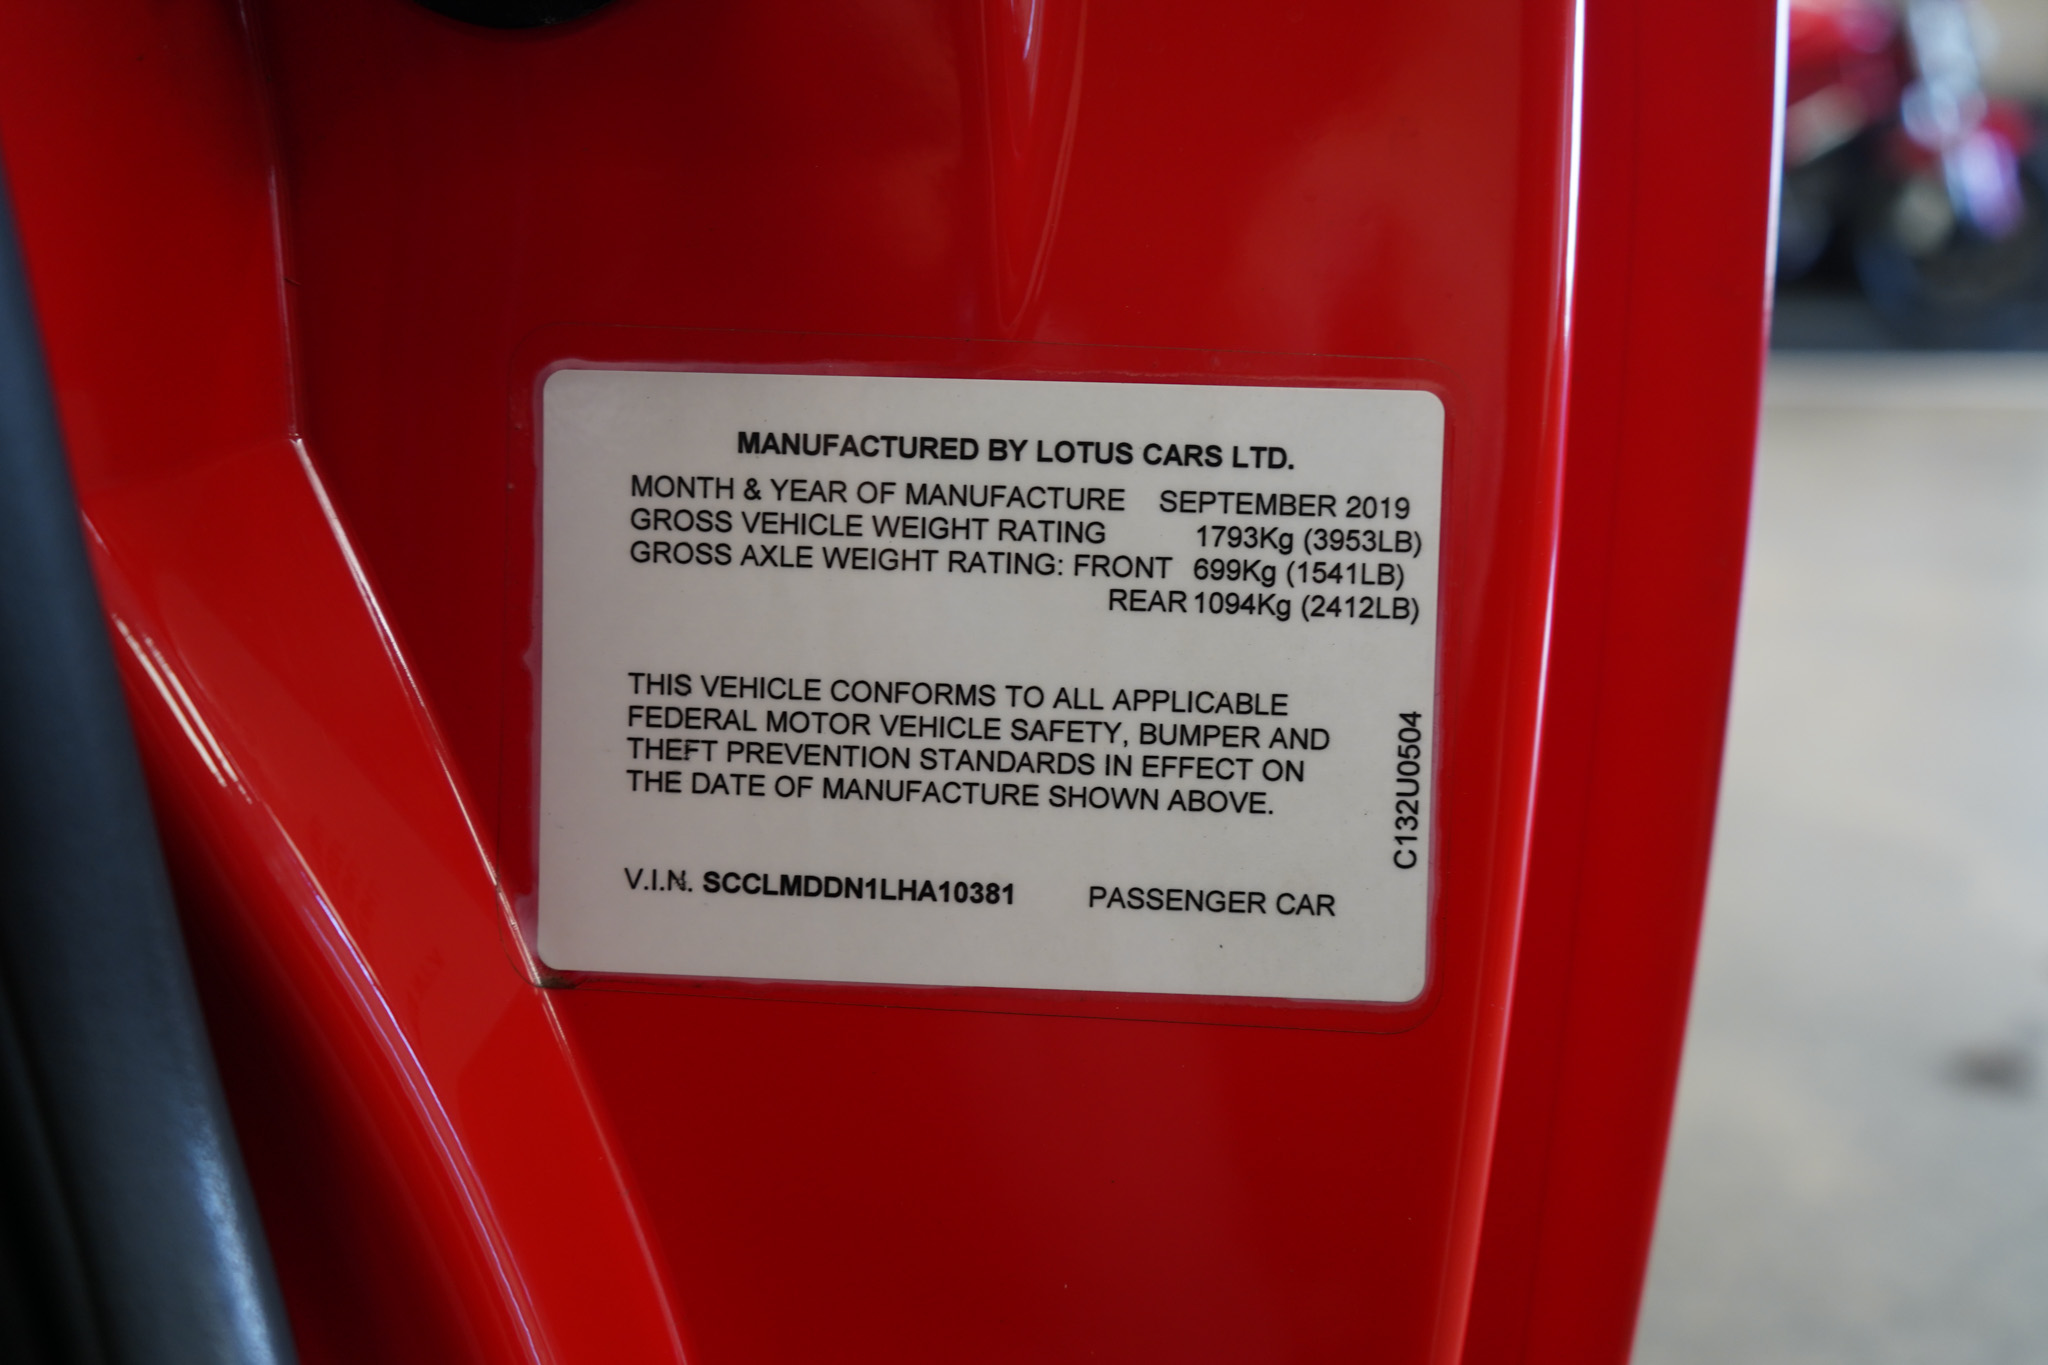 MANUFACTURED BY LOTUS CARS LTD.
MONTH & YEAR OF MANUFACTURE SEPTEMBER 2019
GROSS VEHICLE WEIGHT RATING 1793Kg (3953LB)
GROSS AXLE WEIGHT RATING: FRONT 699Kg (1541LB)
REAR 1094Kg (2412LB)
THIS VEHICLE CONFORMS TO ALL APPLICABLE
FEDERAL MOTOR VEHICLE SAFETY, BUMPER AND
THEFT PREVENTION STANDARDS IN EFFECT ON
THE DATE OF MANUFACTURE SHOWN ABOVE.
V.I.N. SCCLMDDN1LHA10381 PASSENGER CAR
C132U0504